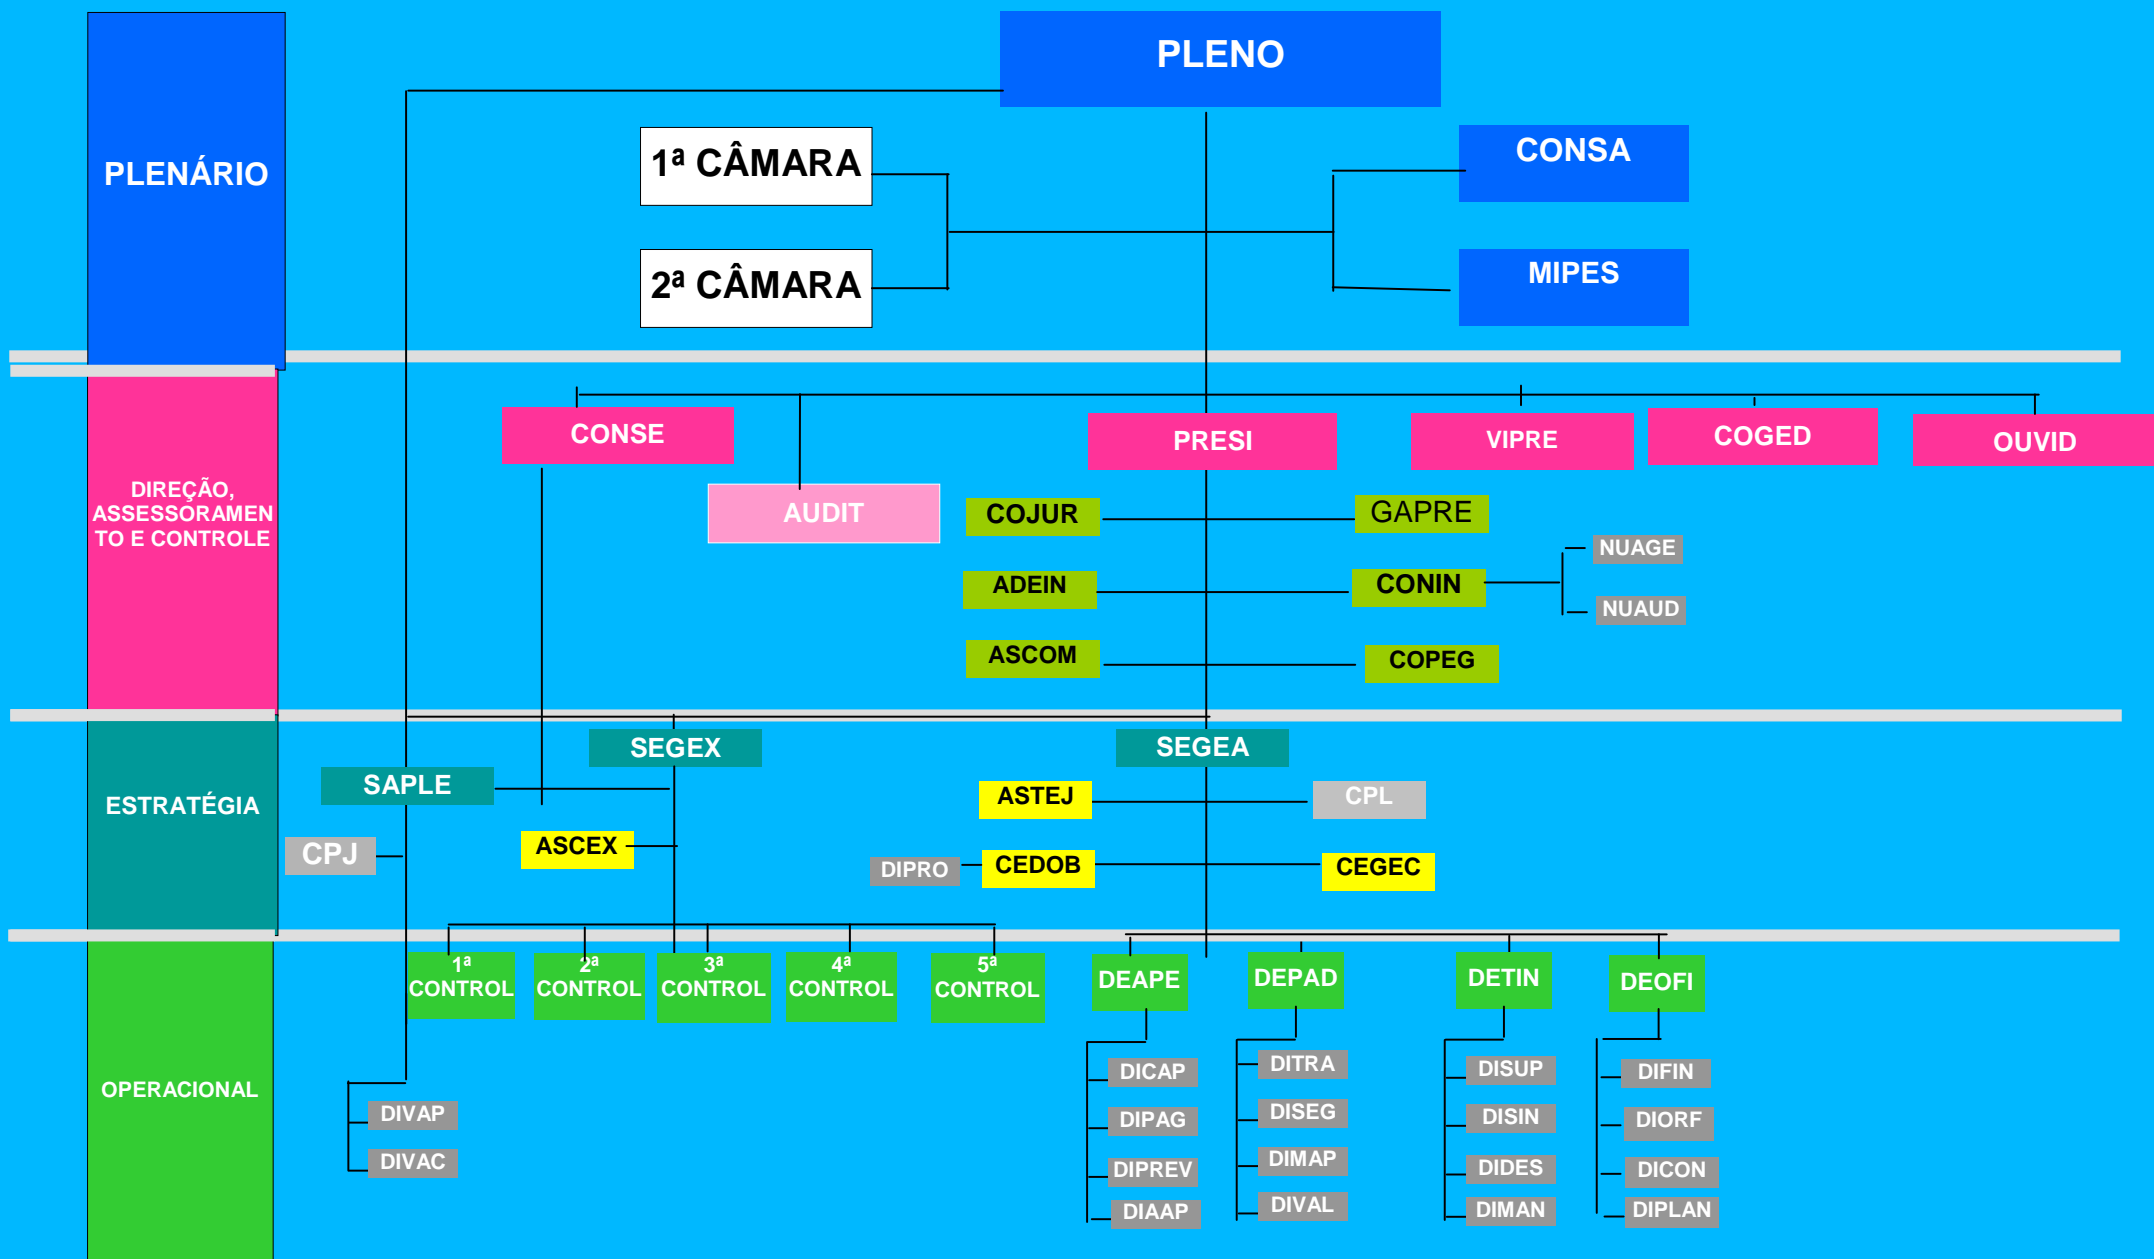 PLENO
PLENÁRIO
1ª CÂMARA
CONSA
2ª CÂMARA
MIPES
DIREÇÃO,
ASSESSORAMEN
TO E CONTROLE
CONSE
PRESI
VIPRE
COGED
OUVID
AUDIT
COJUR
GAPRE
NUAGE
ADEIN
CONIN
NUAUD
ASCOM
COPEG
ESTRATÉGIA
SEGEX
SEGEA
SAPLE
ASTEJ
CPL
CPJ
ASCEX
DIPRO
CEDOB
CEGEC
OPERACIONAL
1ª
CONTROL
2ª
CONTROL
3ª
CONTROL
4ª
CONTROL
5ª
CONTROL
DEAPE
DEPAD
DETIN
DEOFI
DIVAP
DIVAC
DICAP
DIPAG
DIPREV
DIAAP
DITRA
DISEG
DIMAP
DIVAL
DISUP
DISIN
DIDES
DIMAN
DIFIN
DIORF
DICON
DIPLAN